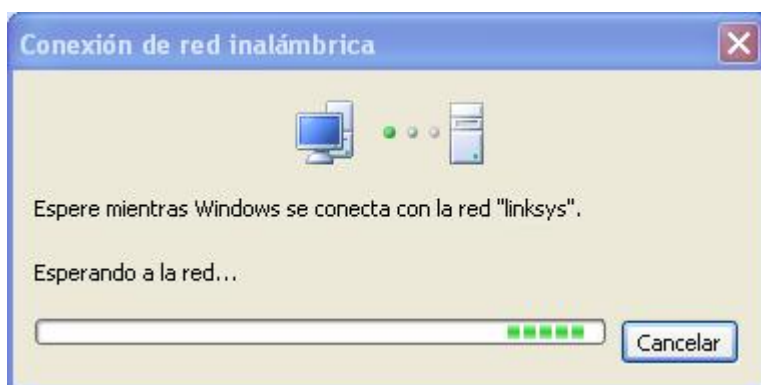 Conexión de red inalámbrica
Espere mientras Windows se conecta con la red "linksys".
Esperando a la red...
Cancelar